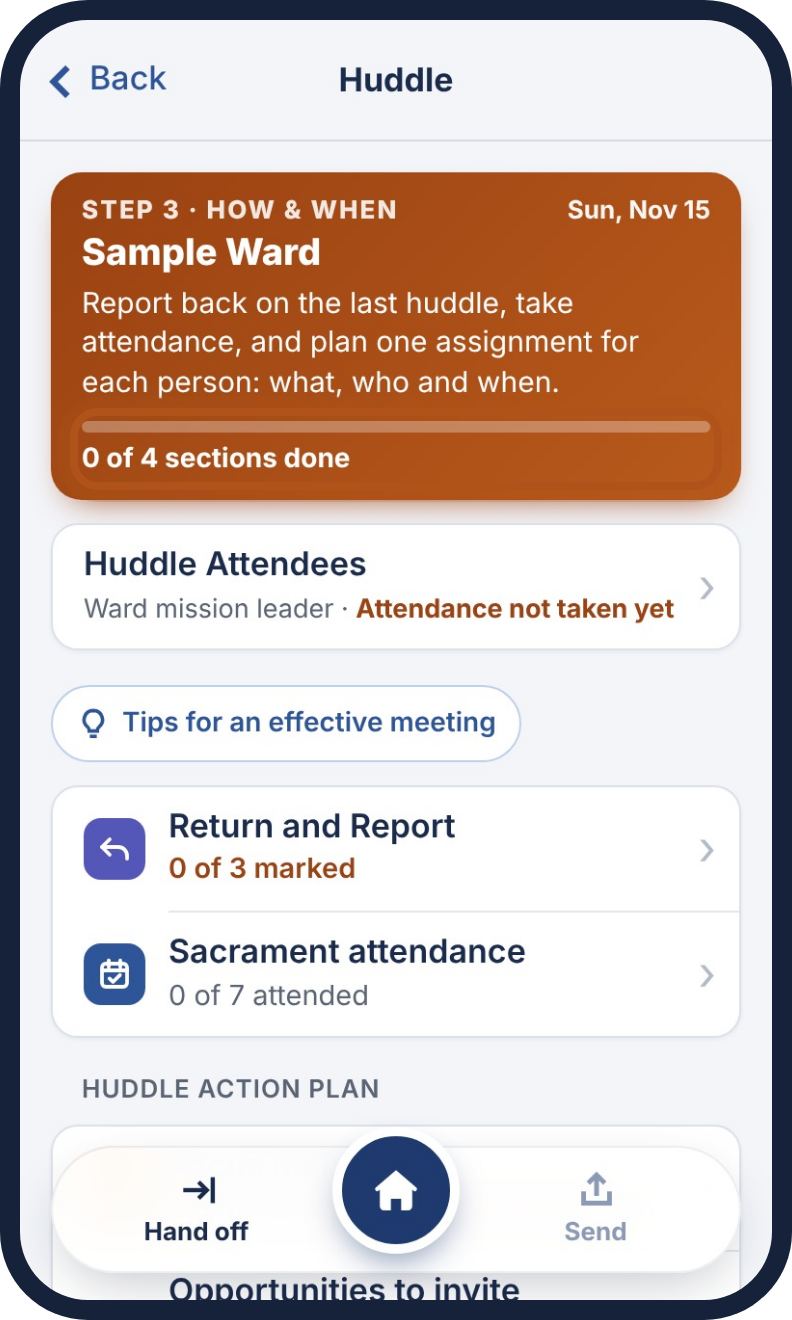 Back
Huddle
STEP 3 · HOW & WHEN
Sun, Nov 15
Sample Ward
Report back on the last huddle, take
attendance, and plan one assignment for
each person: what, who and when.
0 of 4 sections done
Huddle Attendees
Ward mission leader · Attendance not taken yet
Tips for an effective meeting
Return and Report
0 of 3 marked
Sacrament attendance
0 of 7 attended
HUDDLE ACTION PLAN
Hand off
Send
Opportunities to invite